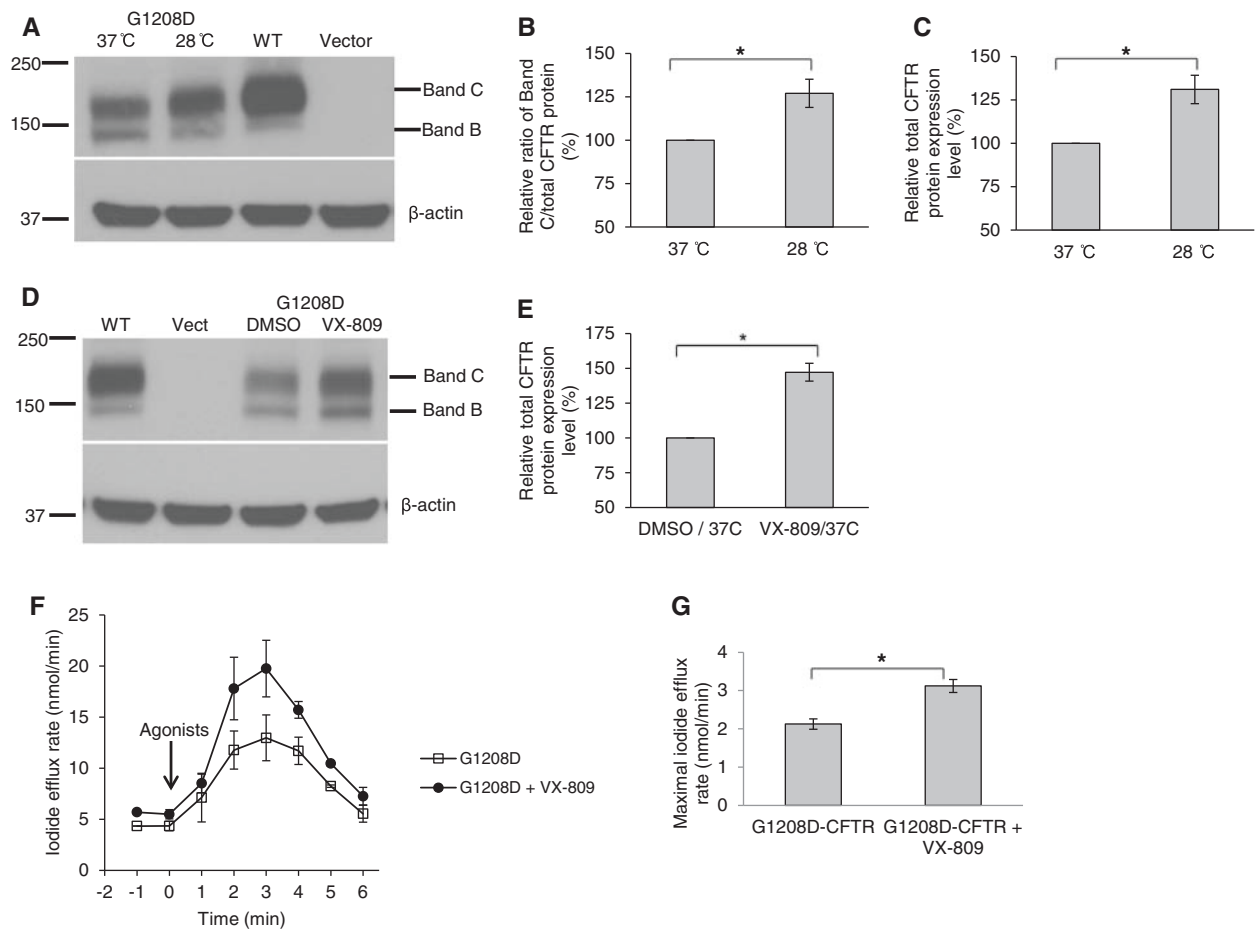 A
G1208D
37 ℃ 28 ℃ WT Vector
250
150
37
Band C
Band B
β-actin
B
Relative ratio of Band
C/total CFTR protein
(%)
150
125
100
75
50
*
37 ℃ 28 ℃
C
Relative total CFTR
protein expression
level (%)
150
125
100
75
50
*
37 ℃ 28 ℃
D
G1208D
WT Vect DMSO VX-809
250
150
37
Band C
Band B
β-actin
E
Relative total CFTR
protein expression
level (%)
175
150
125
100
75
50
*
DMSO / 37C VX-809/37C
F
Iodide efflux rate (nmol/min)
25
20
15
10
5
0
Agonists
-2 -1 0 1 2 3 4 5 6
Time (min)
G1208D
G1208D + VX-809
G
Maximal iodide efflux
rate (nmol/min)
4
3
2
1
0
*
G1208D-CFTR G1208D-CFTR +
VX-809